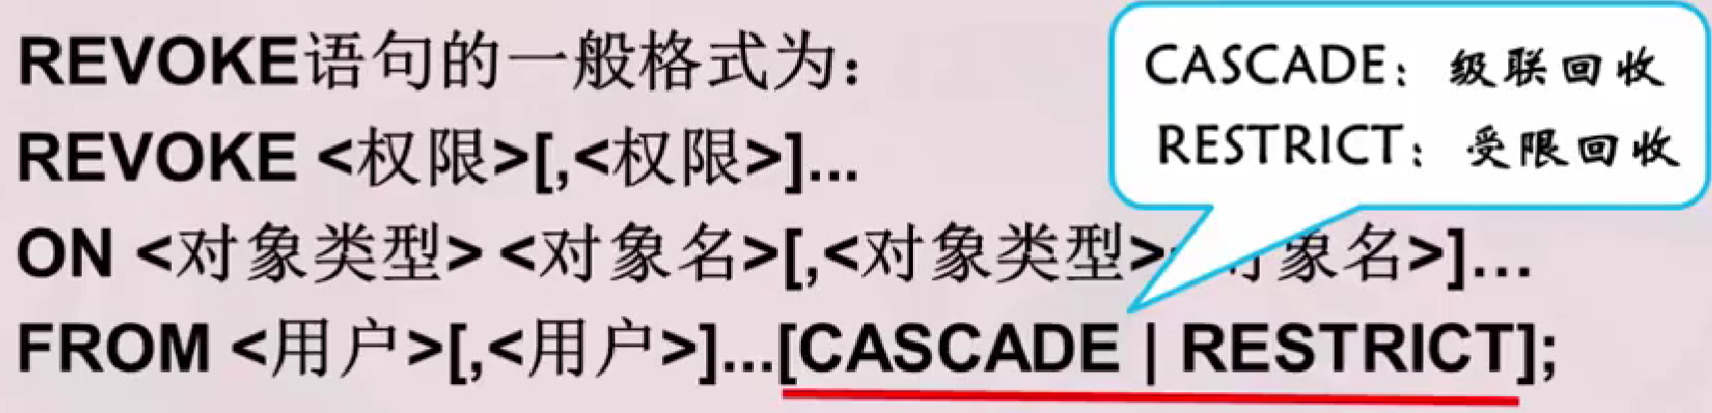 REVOKE语句的一般格式为：
REVOKE <权限>[,<权限>]...
ON <对象类型> <对象名>[,<对象类型> 象名>]…
FROM <用户>[,<用户>]...[CASCADE | RESTRICT];
CASCADE：级联回收
RESTRICT：受限回收